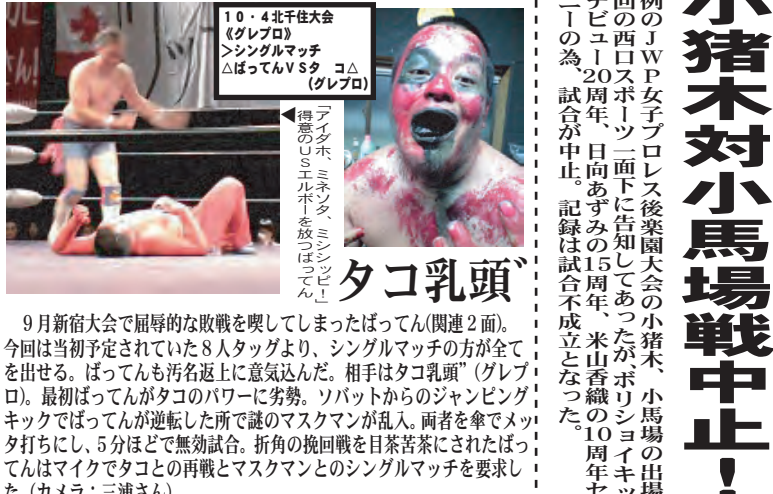 小猪木対小馬場戦中止！
例のＪＷＰ女子プロレス後楽園大会の小猪木、小馬場の出場
回の西口スポーツ一面下に告知してあったが、ポリショイキッ
デビュー20周年、日向あずみの15周年、米山香織の10周年セ
ニーの為、試合が中止。記録は試合不成立となった。
１０・４北千住大会
《グレプロ》
＞シングルマッチ
△ばってんＶＳタ　コ△
（グレプロ）
「アイダホ、ミネソタ、ミシシッピ！」
得意のＵＳエルボーを放つばってん
◀
タコ乳頭゛
９月新宿大会で屈辱的な敗戦を喫してしまったばってん(関連２面)。
今回は当初予定されていた８人タッグより、シングルマッチの方が全て
を出せる。ばってんも汚名返上に意気込んだ。相手はタコ乳頭”（グレプ
ロ）。最初ばってんがタコのパワーに劣勢。ソバットからのジャンピング
キックでばってんが逆転した所で謎のマスクマンが乱入。両者を傘でメッ
タ打ちにし、５分ほどで無効試合。折角の挽回戦を目茶苦茶にされたばっ
てんはマイクでタコとの再戦とマスクマンとのシングルマッチを要求し
た（カメラ：三浦さん）